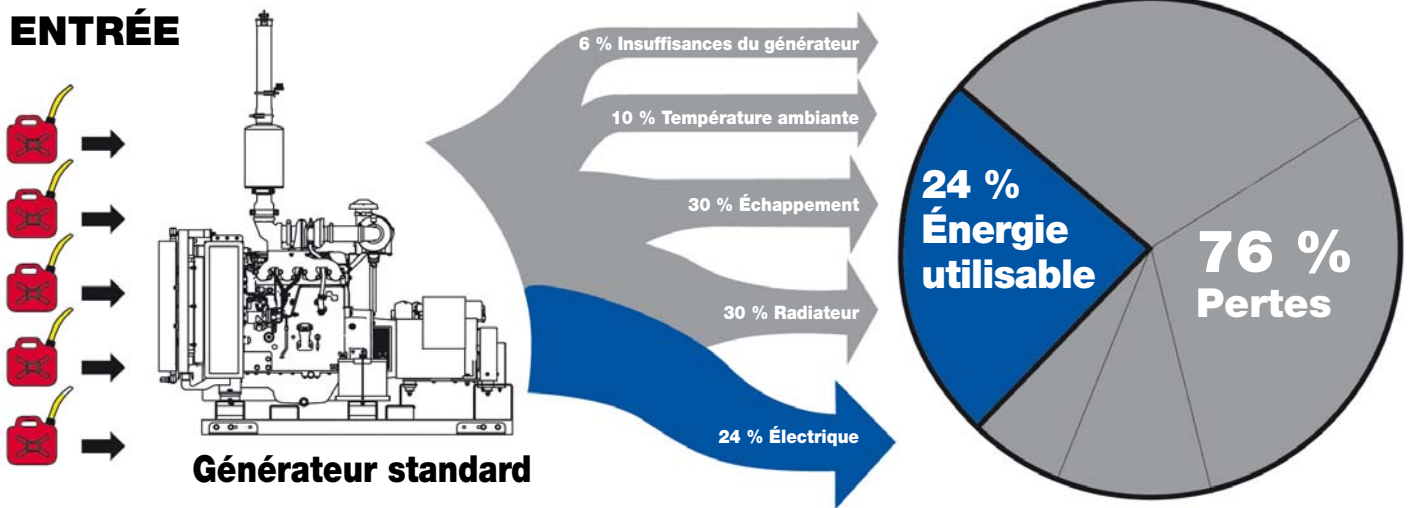 ENTRÉE
6 % Insuffisances du générateur
10 % Température ambiante
30 % Échappement
30 % Radiateur
24 % Électrique
Générateur standard
24 %
Énergie
utilisable
76 %
Pertes